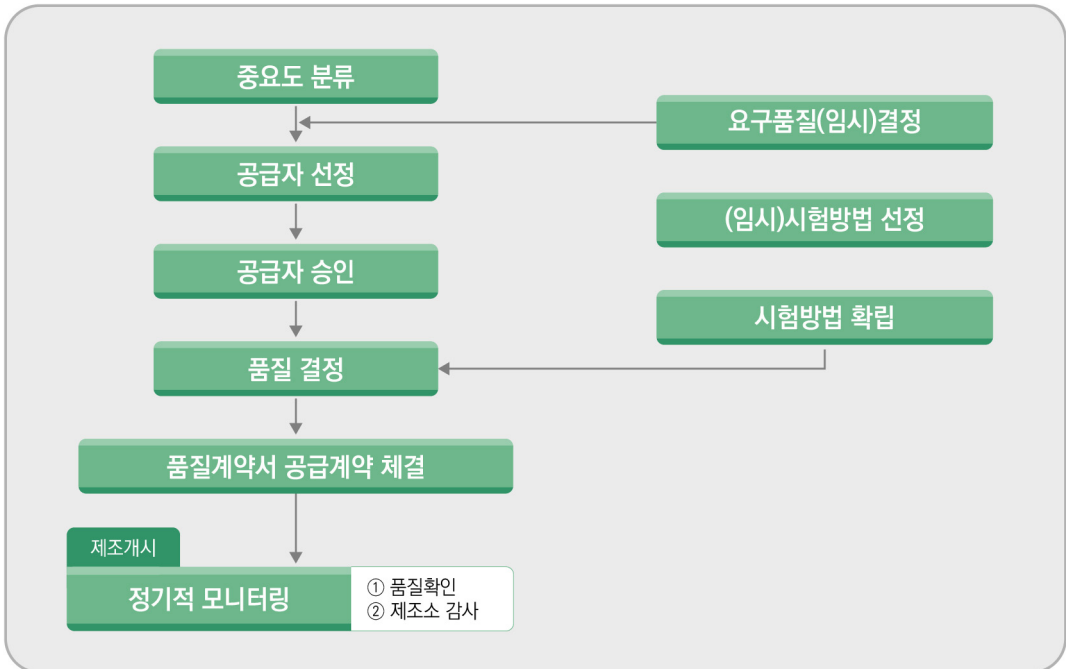 중요도 분류
요구품질(임시)결정
공급자 선정
(임시)시험방법 선정
공급자 승인
시험방법 확립
품질 결정
품질계약서 공급계약 체결
제조개시
정기적 모니터링
① 품질확인
② 제조소 감사